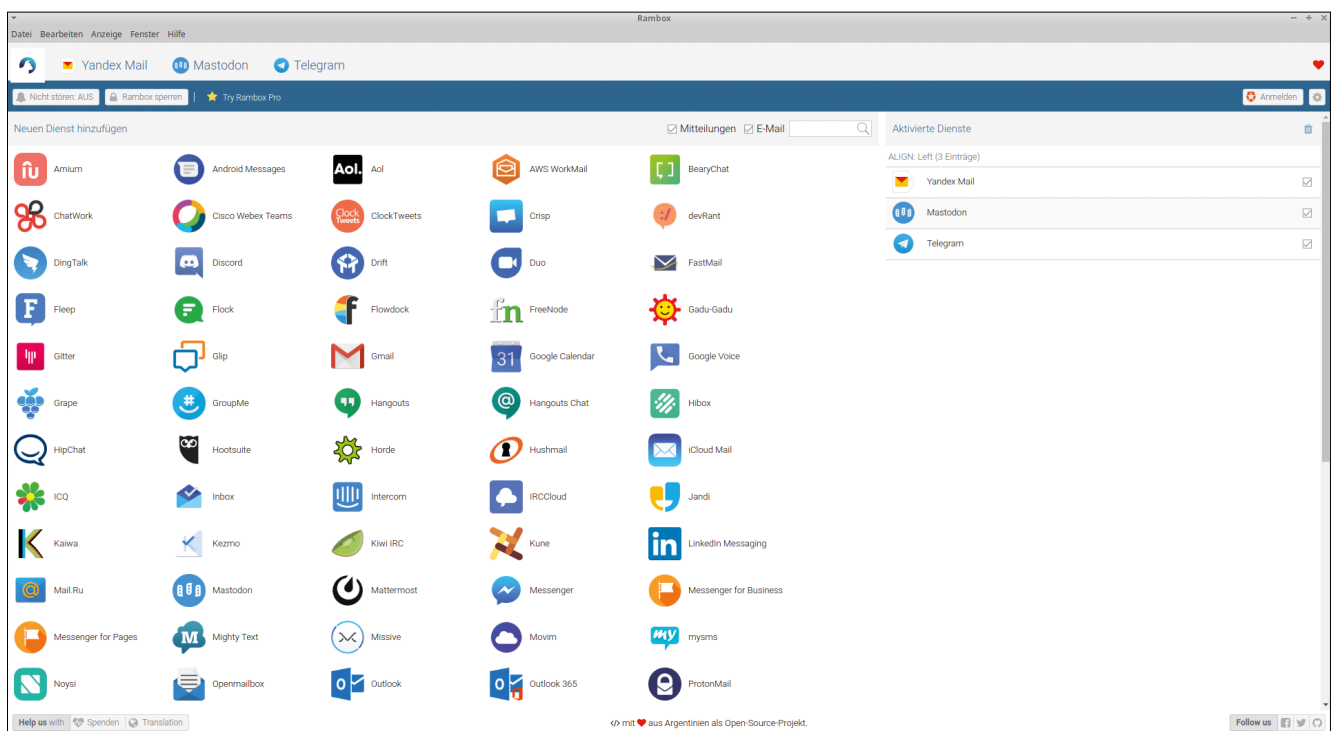 Rambox
Datei Bearbeiten Anzeige Fenster Hilfe
Yandex Mail Mastodon Telegram
Nicht stören: AUS Rambox sperren Try Rambox Pro Anmelden
Neuen Dienst hinzufügen Mitteilungen E-Mail Aktivierte Dienste
ALIGN: Left (3 Einträge)
Amium Android Messages Aol. Aol AWS WorkMail BearyChat
Yandex Mail
ChatWork Cisco Webex Teams Clock Tweets ClockTweets Crisp devRant
Mastodon
Telegram
DingTalk Discord Drift Duo FastMail
F Fleep Flock f Flowdock fn FreeNode Gadu-Gadu
Gitter Glip Gmail 31 Google Calendar Google Voice
Grape # GroupMe Hangouts @ Hangouts Chat Hibox
HipChat Hootsuite Horde Hushmail iCloud Mail
ICQ Inbox Intercom IRCCloud Jandi
Kaiwa Kezmo Kiwi IRC Kune in LinkedIn Messaging
@ Mail.Ru Mastodon Mattermost Messenger Messenger for Business
Messenger for Pages M Mighty Text Missive Movim my mysms
Noysi Openmailbox o Outlook o Outlook 365 ProtonMail
Help us with Spenden Translation </> mit ❤ aus Argentinien als Open-Source-Projekt. Follow us